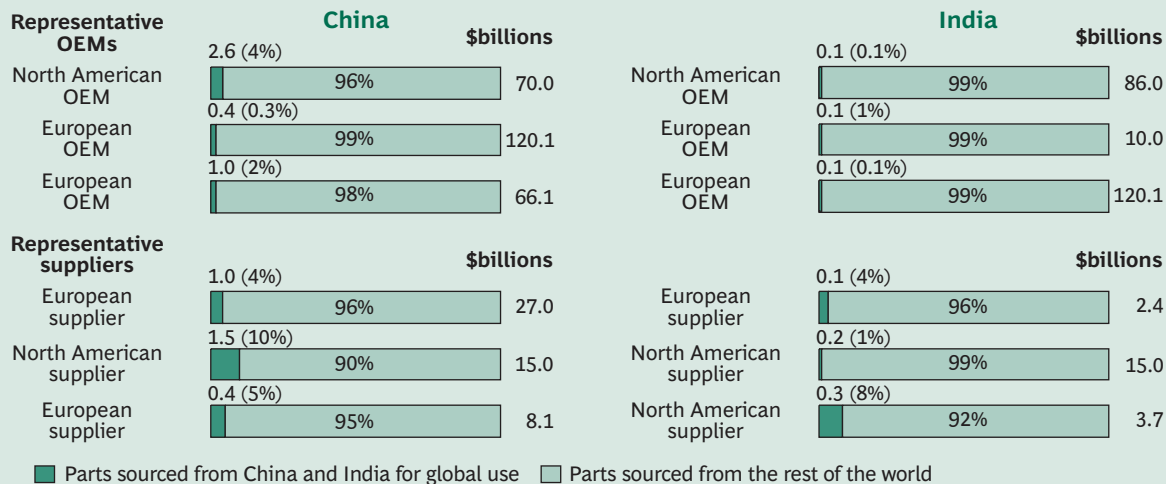 Representative
OEMs
China
$billions
2.6 (4%)
North American
OEM
96%
70.0
0.4 (0.3%)
European
OEM
99%
120.1
1.0 (2%)
European
OEM
98%
66.1
Representative
suppliers
$billions
1.0 (4%)
European
supplier
96%
27.0
1.5 (10%)
North American
supplier
90%
15.0
0.4 (5%)
European
supplier
95%
8.1
India
$billions
0.1 (0.1%)
North American
OEM
99%
86.0
0.1 (1%)
European
OEM
99%
10.0
0.1 (0.1%)
European
OEM
99%
120.1
$billions
0.1 (4%)
European
supplier
96%
2.4
0.2 (1%)
North American
supplier
99%
15.0
0.3 (8%)
North American
supplier
92%
3.7
Parts sourced from China and India for global use
Parts sourced from the rest of the world